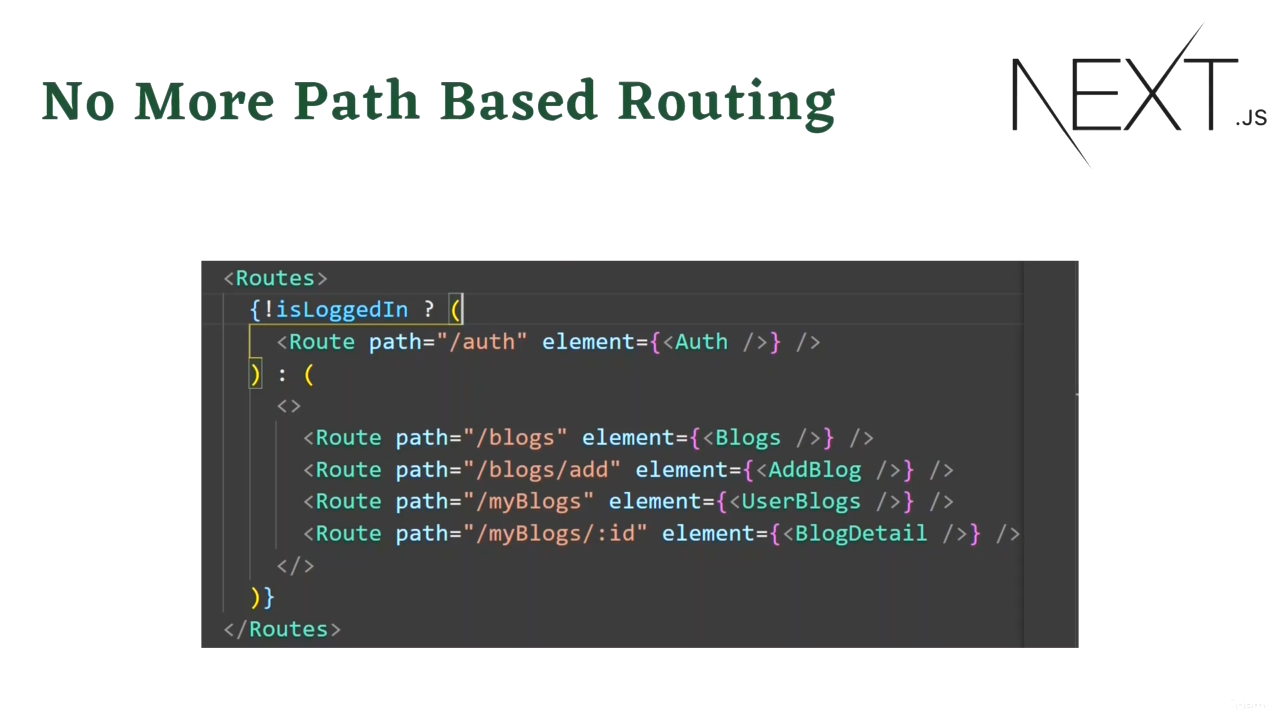 No More Path Based Routing
NEXT.JS
<Routes>
{!isLoggedIn ? (
<Route path="/auth" element={<Auth />} />
) : (
<>
<Route path="/blogs" element={<Blogs />} />
<Route path="/blogs/add" element={<AddBlog />} />
<Route path="/myBlogs" element={<UserBlogs />} />
<Route path="/myBlogs/:id" element={<BlogDetail />} />
</>
)}
</Routes>